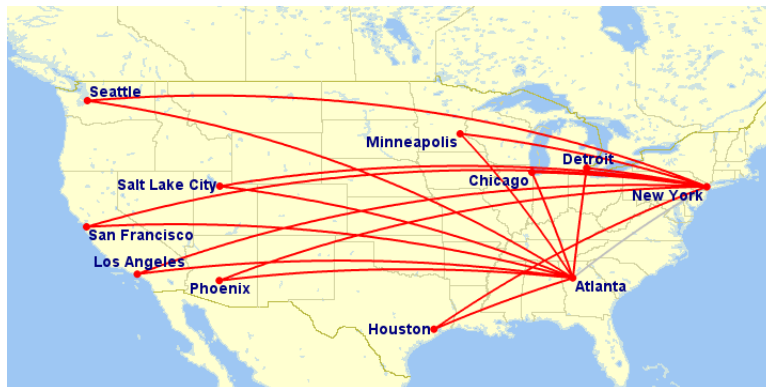 Seattle
Minneapolis
Detroit
Chicago
Salt Lake City
New York
San Francisco
Los Angeles
Phoenix
Atlanta
Houston